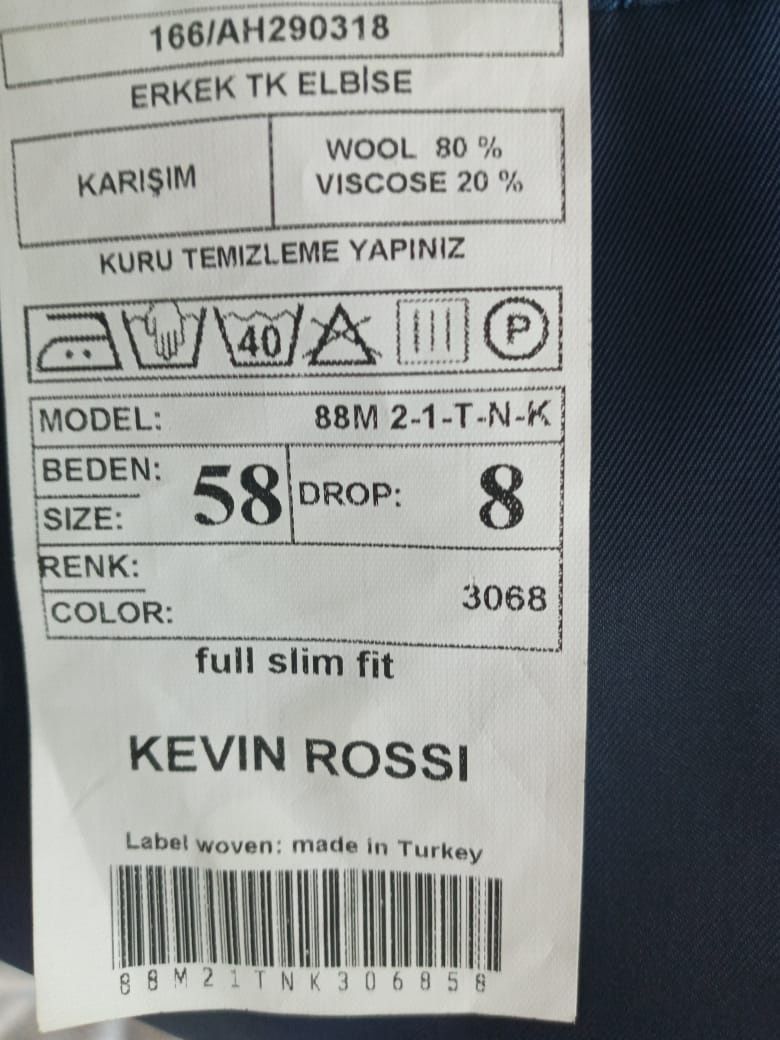 166/AH290318
ERKEK TK ELBİSE
KARIŞIM
WOOL 80 %
VISCOSE 20 %
KURU TEMIZLEME YAPINIZ
40 P
MODEL: 88M 2-1-T-N-K
BEDEN:
SIZE:
58
DROP: 8
RENK:
COLOR:
3068
full slim fit
KEVIN ROSSI
Label woven: made in Turkey
88M21TNK306858